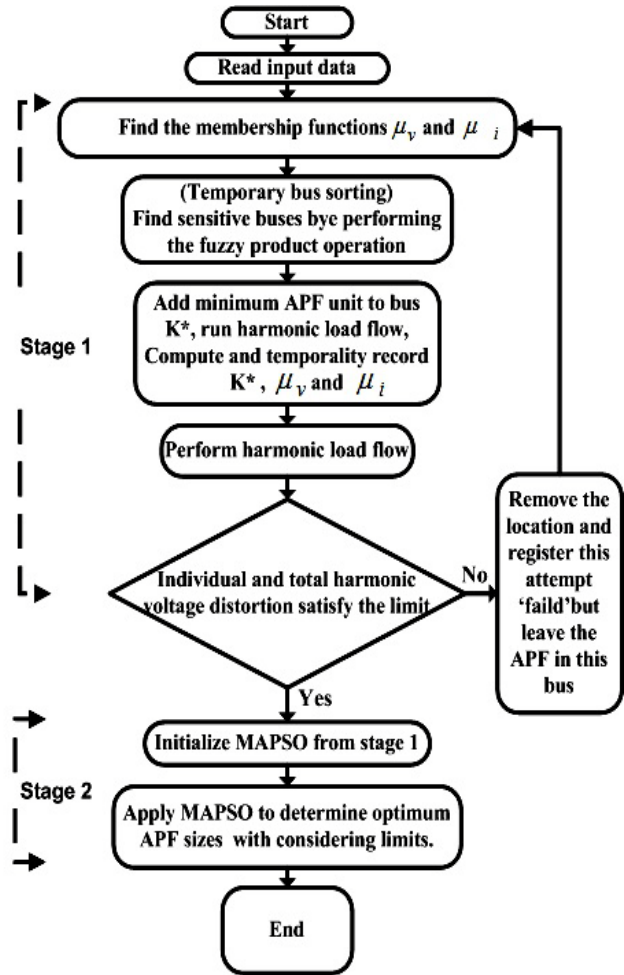 Start
Read input data
Find the membership functions μ_v and μ_i
(Temporary bus sorting)
Find sensitive buses bye performing
the fuzzy product operation
Add minimum APF unit to bus
K*, run harmonic load flow,
Compute and temporality record
K*, μ_v and μ_i
Stage 1
Perform harmonic load flow
Individual and total harmonic
voltage distortion satisfy the limit
No
Remove the
location and
register this
attempt
‘faild’but
leave the
APF in this
bus
Yes
Initialize MAPSO from stage 1
Stage 2
Apply MAPSO to determine optimum
APF sizes with considering limits.
End